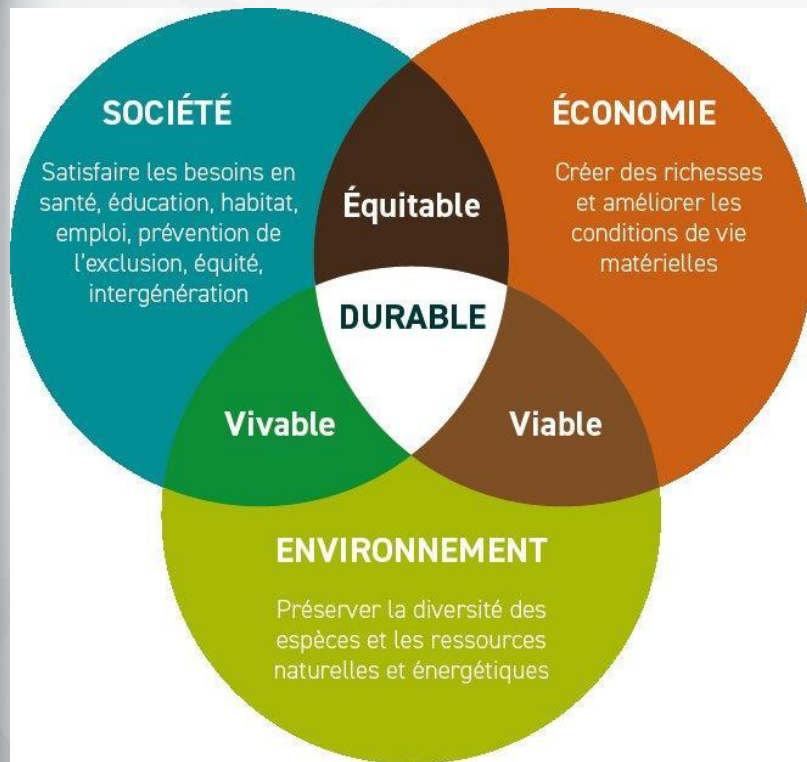 SOCIÉTÉ
Satisfaire les besoins en
santé, éducation, habitat,
emploi, prévention de
l'exclusion, équité,
intergénération
ÉCONOMIE
Créer des richesses
et améliorer les
conditions de vie
matérielles
Équitable
DURABLE
Vivable
Viable
ENVIRONNEMENT
Préserver la diversité des
espèces et les ressources
naturelles et énergétiques